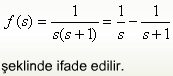 f(s) = 1/(s(s+1)) = 1/s − 1/(s+1)
şeklinde ifade edilir.